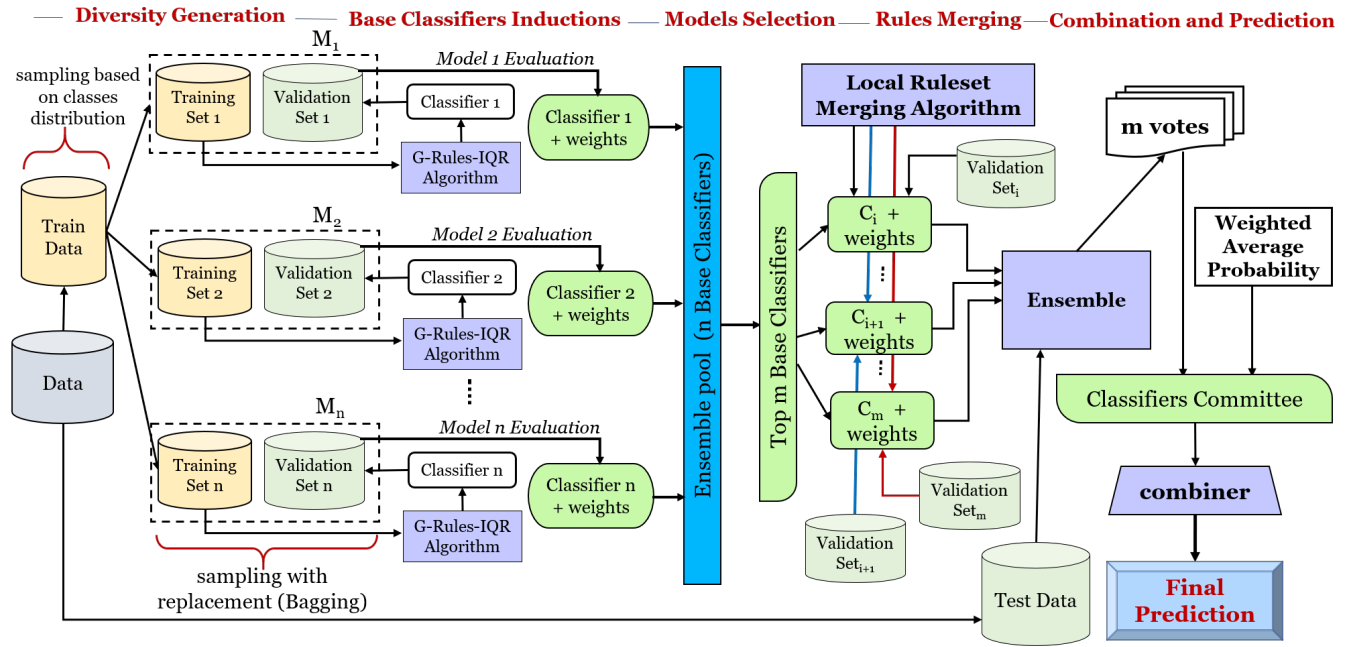 Diversity Generation
Base Classifiers Inductions
Models Selection
Rules Merging
Combination and Prediction
sampling based
on classes
distribution
Train
Data
Data
M1
Training
Set 1
Validation
Set 1
Model 1 Evaluation
Classifier 1
G-Rules-IQR
Algorithm
Classifier 1
+ weights
M2
Training
Set 2
Validation
Set 2
Model 2 Evaluation
Classifier 2
G-Rules-IQR
Algorithm
Classifier 2
+ weights
Mn
Training
Set n
Validation
Set n
Model n Evaluation
Classifier n
G-Rules-IQR
Algorithm
Classifier n
+ weights
sampling with
replacement (Bagging)
Ensemble pool (n Base Classifiers)
Top m Base Classifiers
Local Ruleset
Merging Algorithm
Validation
Seti
Ci +
weights
...
Ci+1 +
weights
...
Cm +
weights
Validation
Seti+1
Validation
Setm
Ensemble
Test Data
m votes
Weighted
Average
Probability
Classifiers Committee
combiner
Final
Prediction